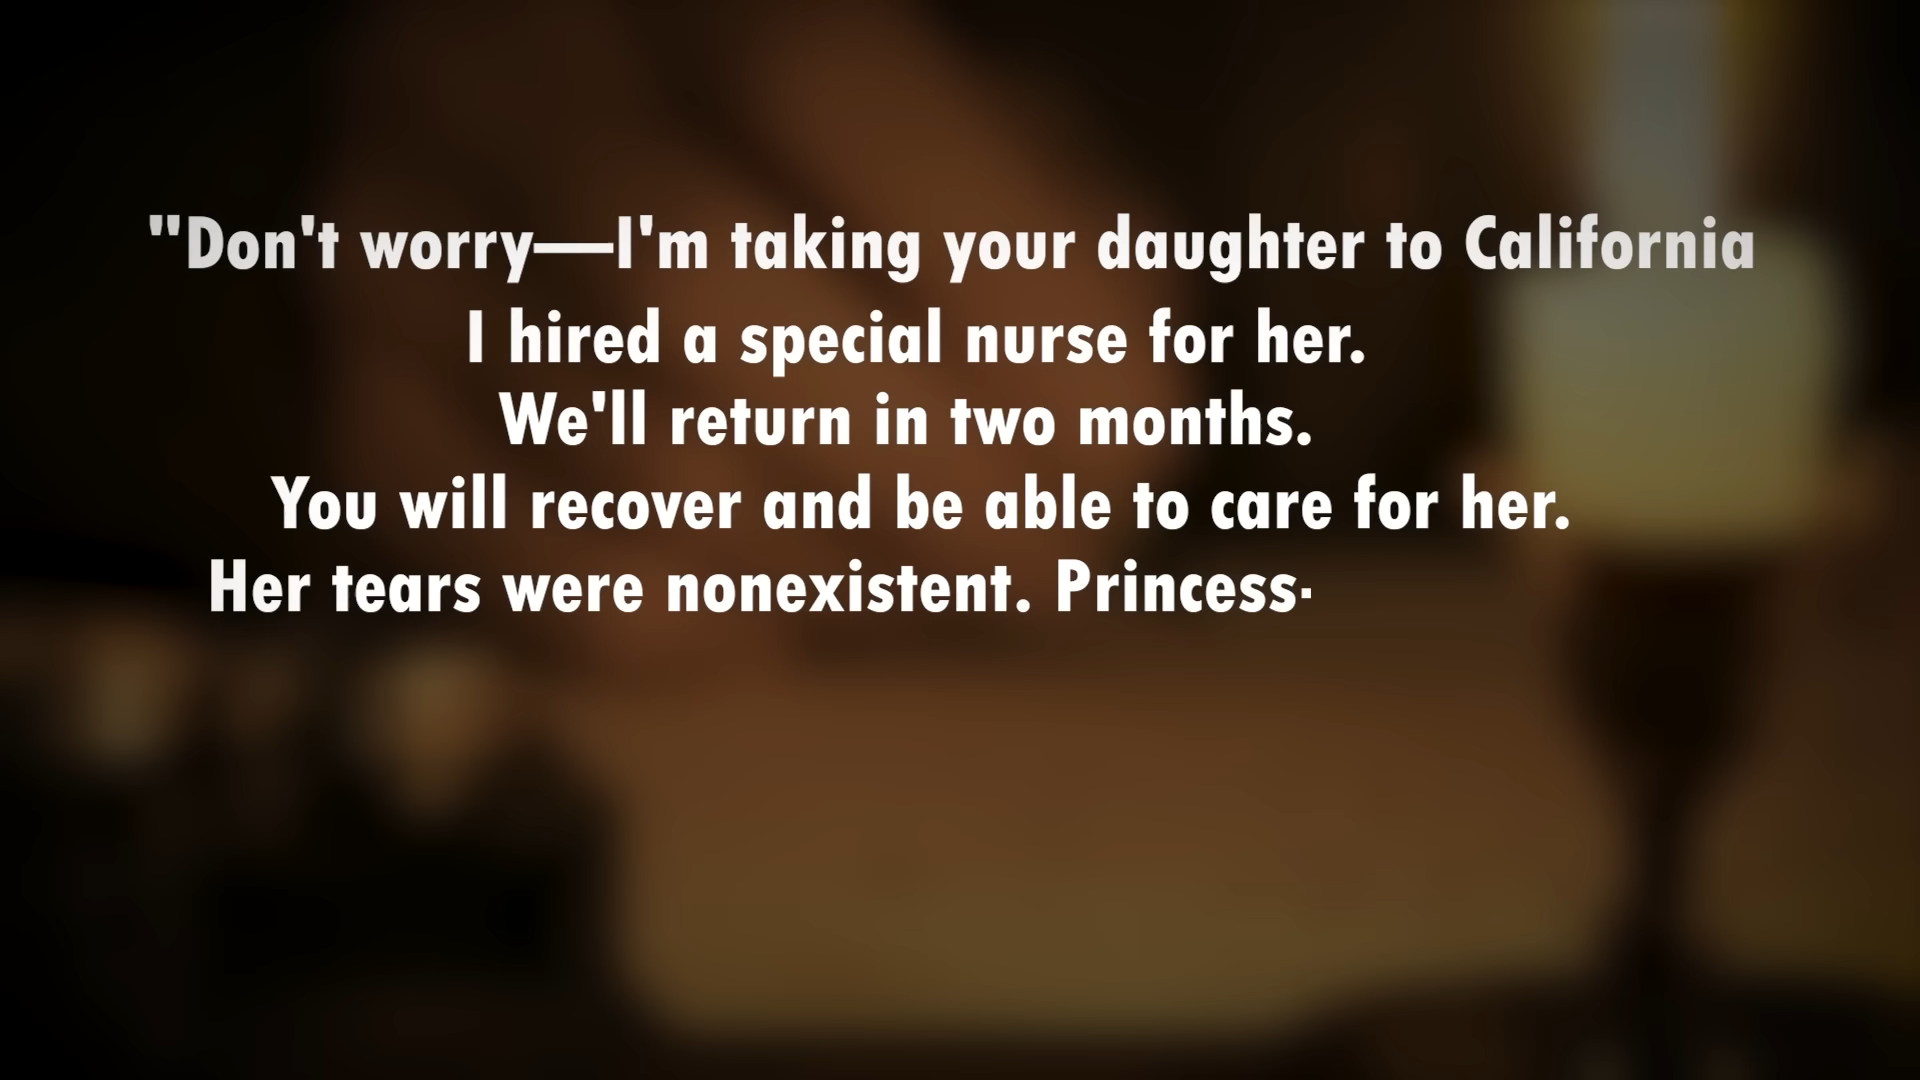 "Don't worry—I'm taking your daughter to California
I hired a special nurse for her.
We'll return in two months.
You will recover and be able to care for her.
Her tears were nonexistent. Princess-